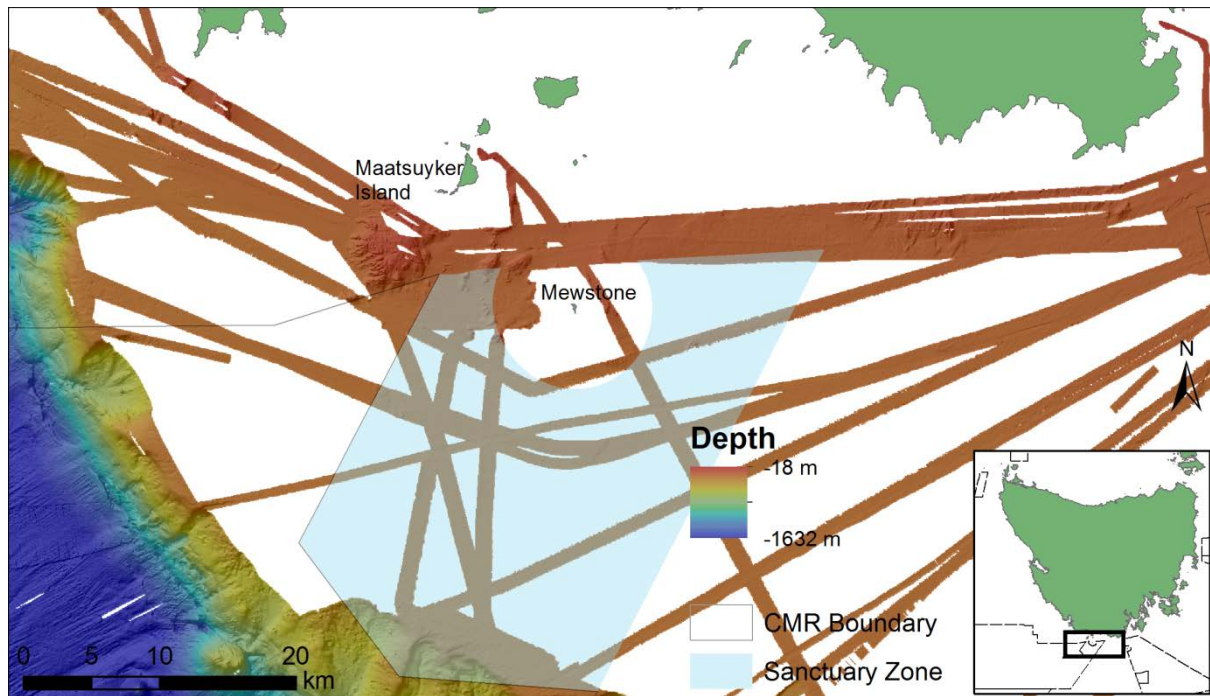 Maatsuyker
Island
Mewstone
N
Depth
-18 m
-1632 m
CMR Boundary
Sanctuary Zone
0 5 10 20
km